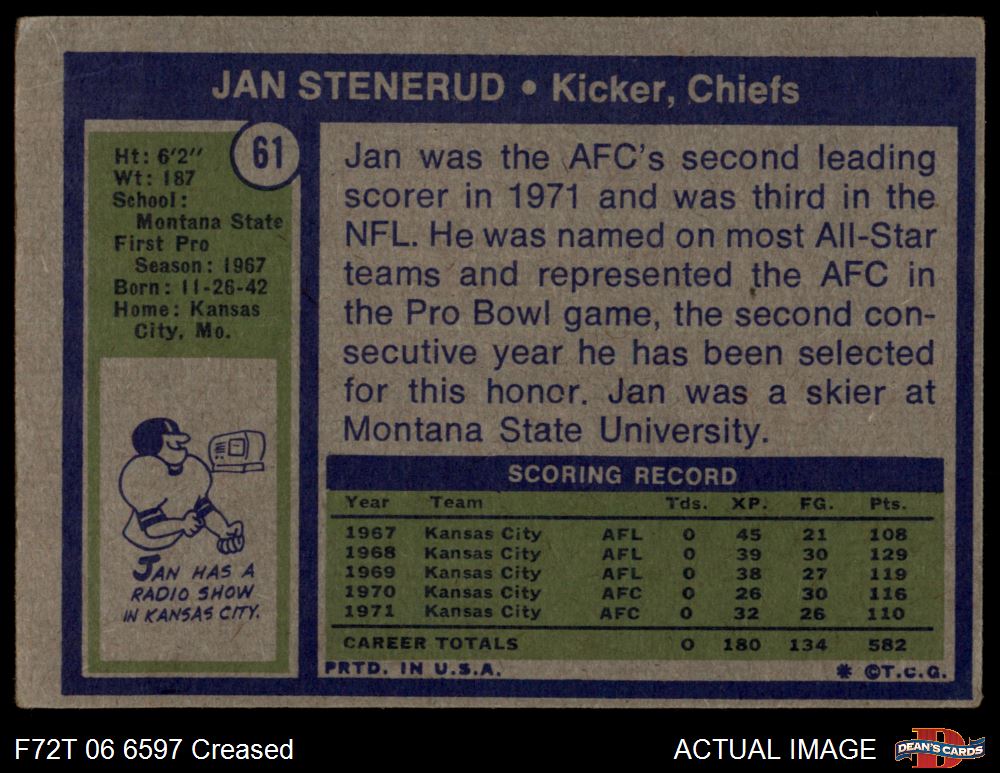 JAN STENERUD • Kicker, Chiefs
61
Ht: 6'2"
Wt: 187
School:
Montana State
First Pro
Season: 1967
Born: 11-26-42
Home: Kansas
City, Mo.
Jan was the AFC's second leading
scorer in 1971 and was third in the
NFL. He was named on most All-Star
teams and represented the AFC in
the Pro Bowl game, the second con-
secutive year he has been selected
for this honor. Jan was a skier at
Montana State University.
JAN HAS A
RADIO SHOW
IN KANSAS CITY.
SCORING RECORD
Year Team Tds. XP. FG. Pts.
1967 Kansas City AFL 0 45 21 108
1968 Kansas City AFL 0 39 30 129
1969 Kansas City AFL 0 38 27 119
1970 Kansas City AFC 0 26 30 116
1971 Kansas City AFC 0 32 26 110
CAREER TOTALS 0 180 134 582
PRTD. IN U.S.A. * ©T.C.G.
F72T 06 6597 Creased
ACTUAL IMAGE
DEAN'S CARDS